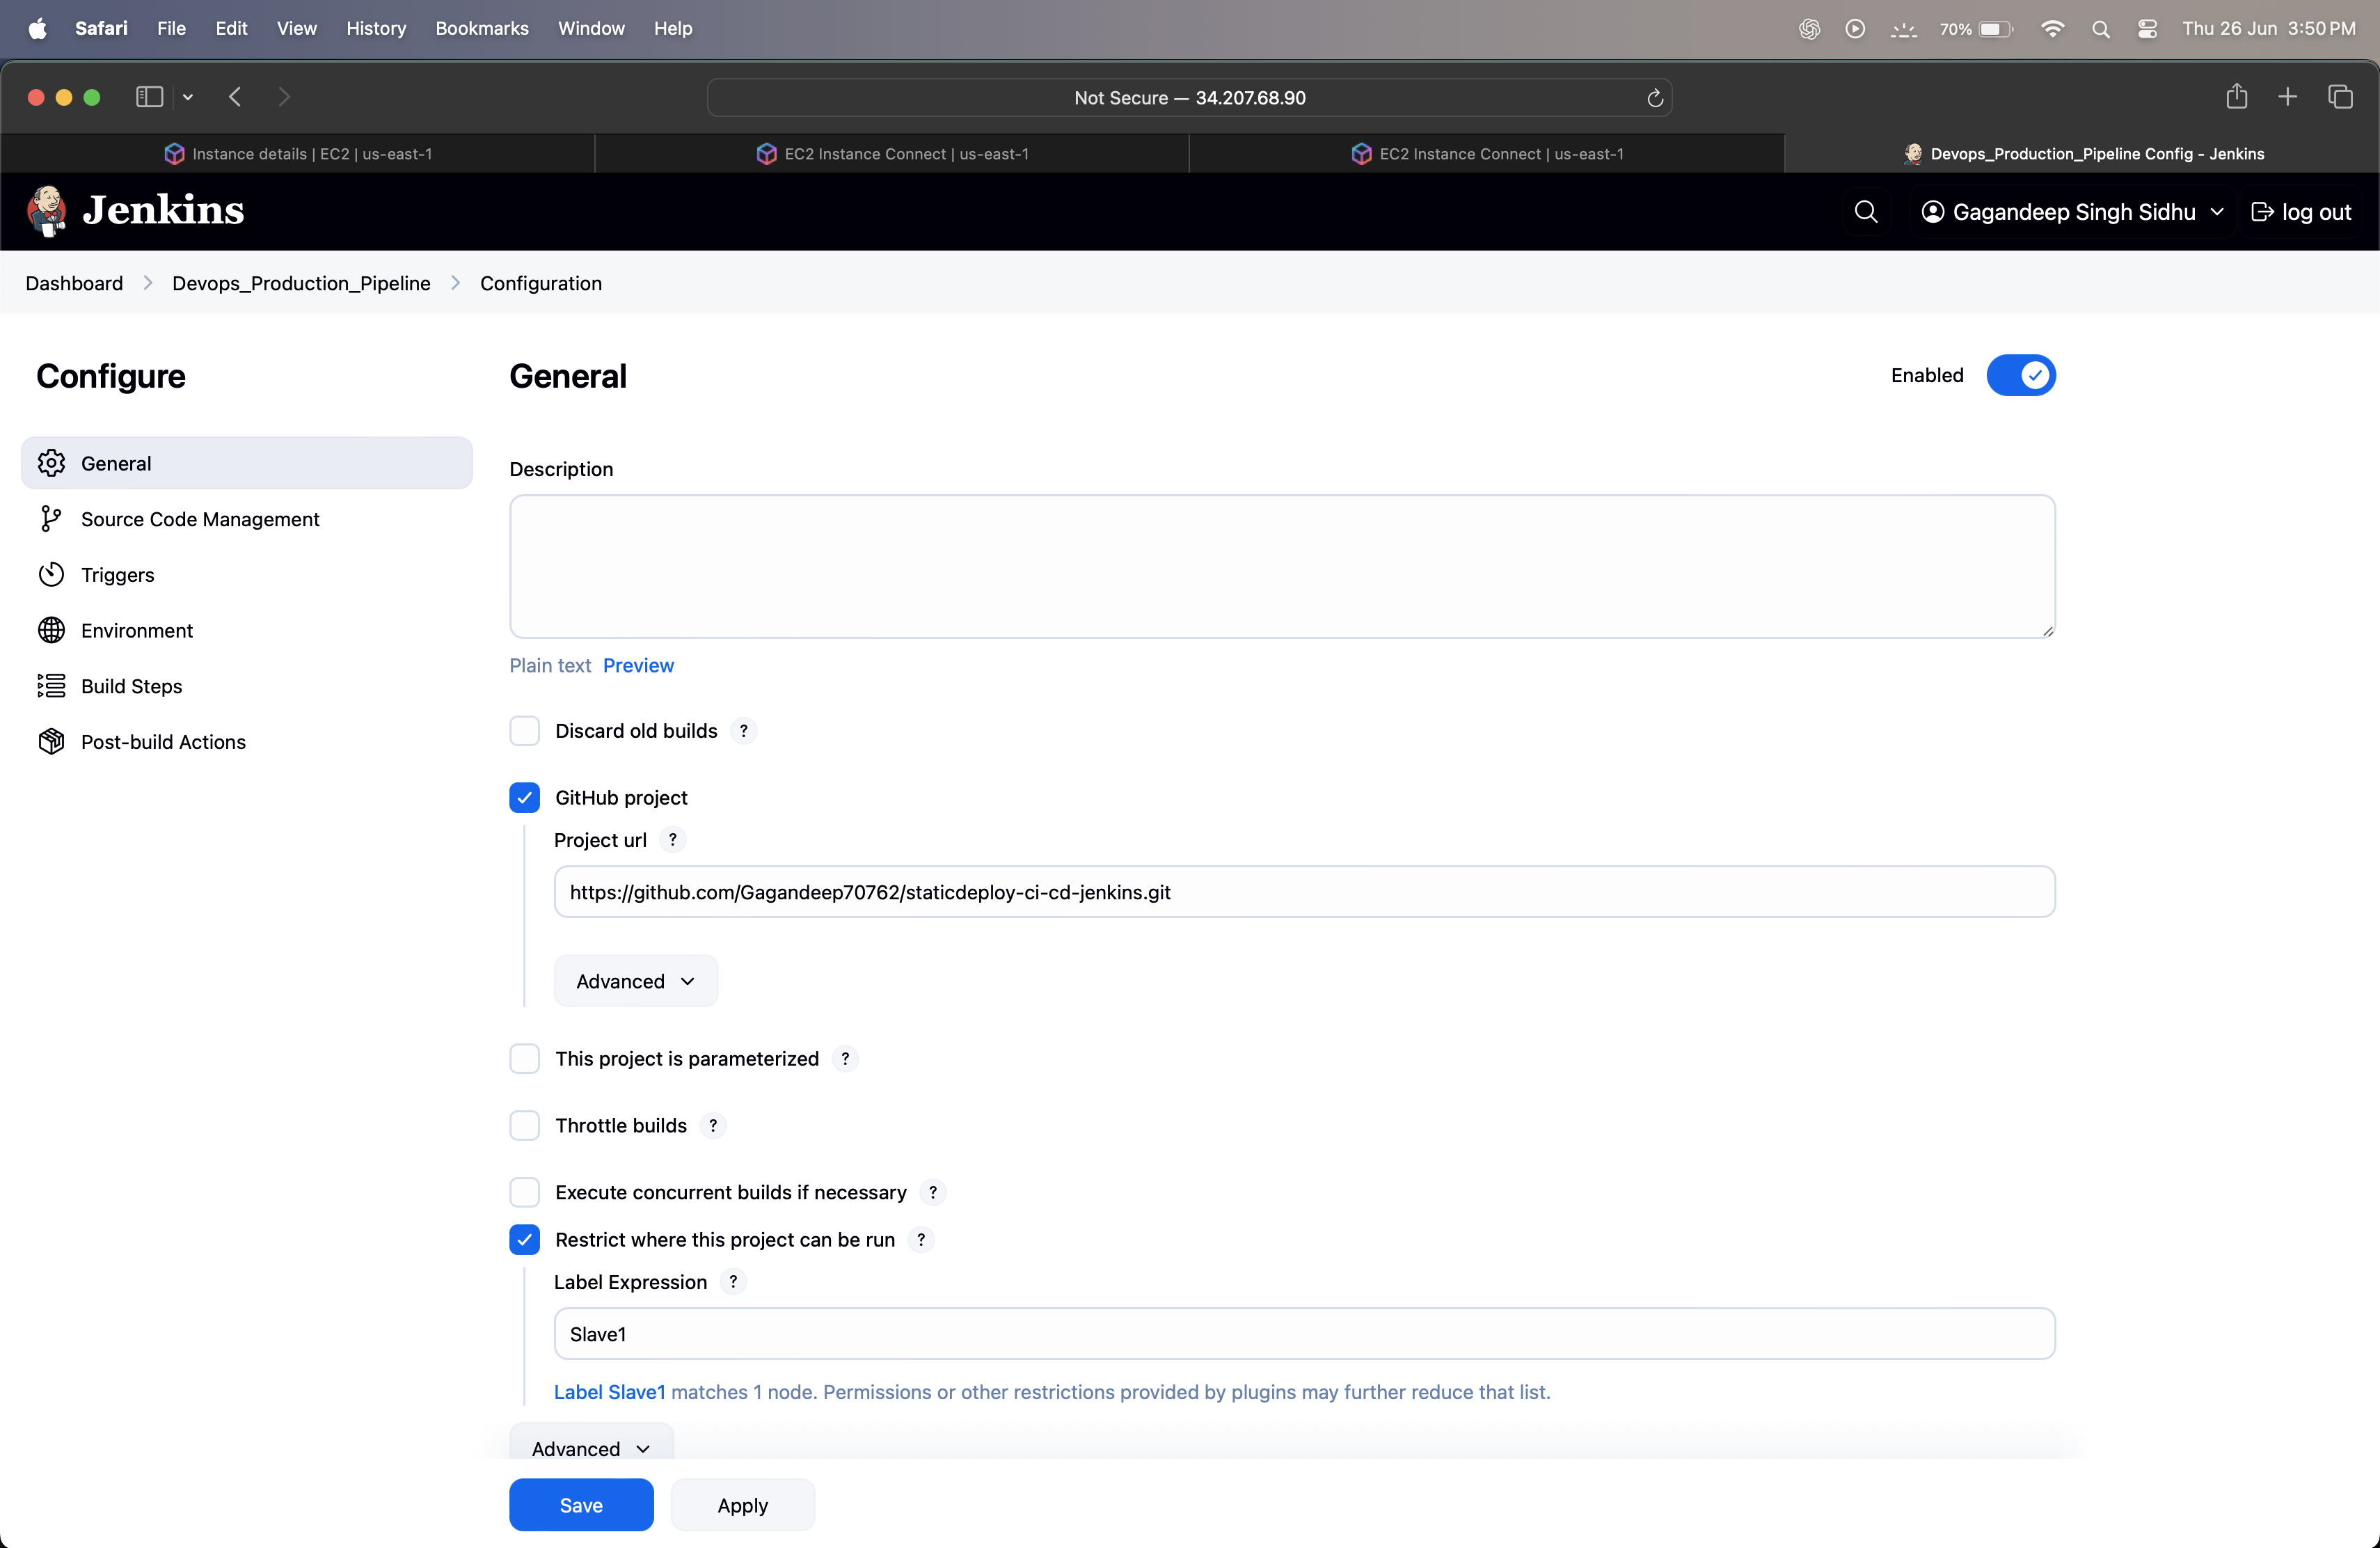 Safari File Edit View History Bookmarks Window Help 70% Thu 26 Jun 3:50 PM
Not Secure — 34.207.68.90
Instance details | EC2 | us-east-1 EC2 Instance Connect | us-east-1 EC2 Instance Connect | us-east-1 Devops_Production_Pipeline Config - Jenkins
Jenkins Gagandeep Singh Sidhu log out
Dashboard Devops_Production_Pipeline Configuration
Configure
General
Source Code Management
Triggers
Environment
Build Steps
Post-build Actions
General Enabled
Description
Plain text Preview
Discard old builds ?
GitHub project
Project url ?
https://github.com/Gagandeep70762/staticdeploy-ci-cd-jenkins.git
Advanced
This project is parameterized ?
Throttle builds ?
Execute concurrent builds if necessary ?
Restrict where this project can be run ?
Label Expression ?
Slave1
Label Slave1 matches 1 node. Permissions or other restrictions provided by plugins may further reduce that list.
Advanced
Save Apply